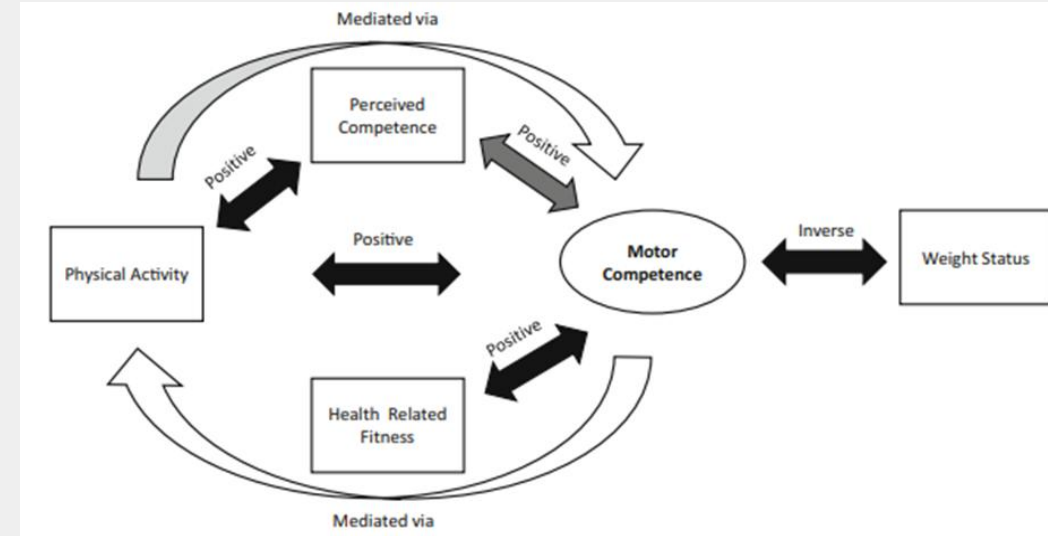 Mediated via
Perceived
Competence
Positive
Positive
Positive
Physical Activity
Motor
Competence
Inverse
Weight Status
Positive
Health Related
Fitness
Mediated via